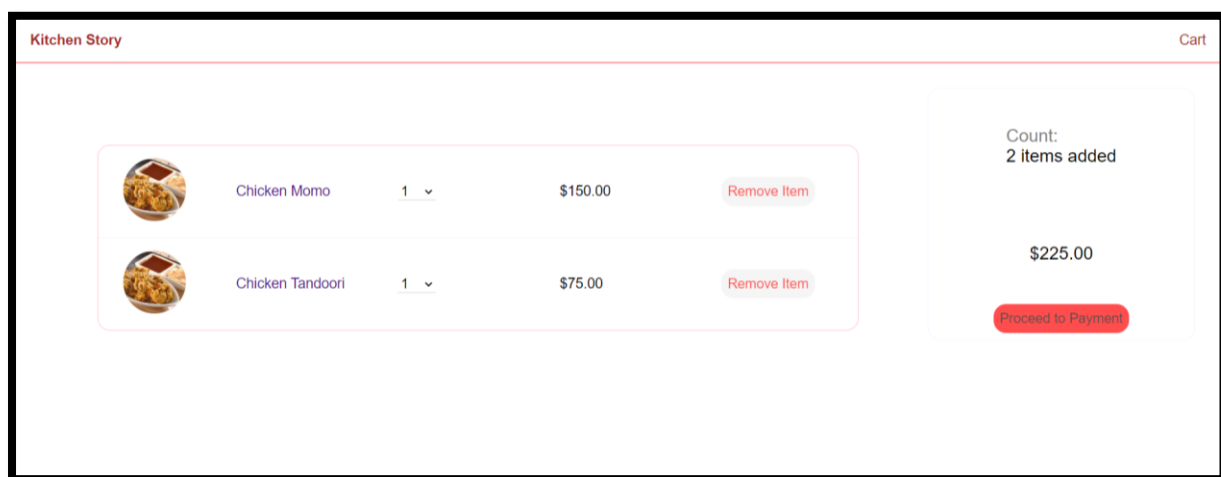 Kitchen Story
Cart
Count:
2 items added
Chicken Momo 1 $150.00 Remove Item
Chicken Tandoori 1 $75.00 Remove Item
$225.00
Proceed to Payment